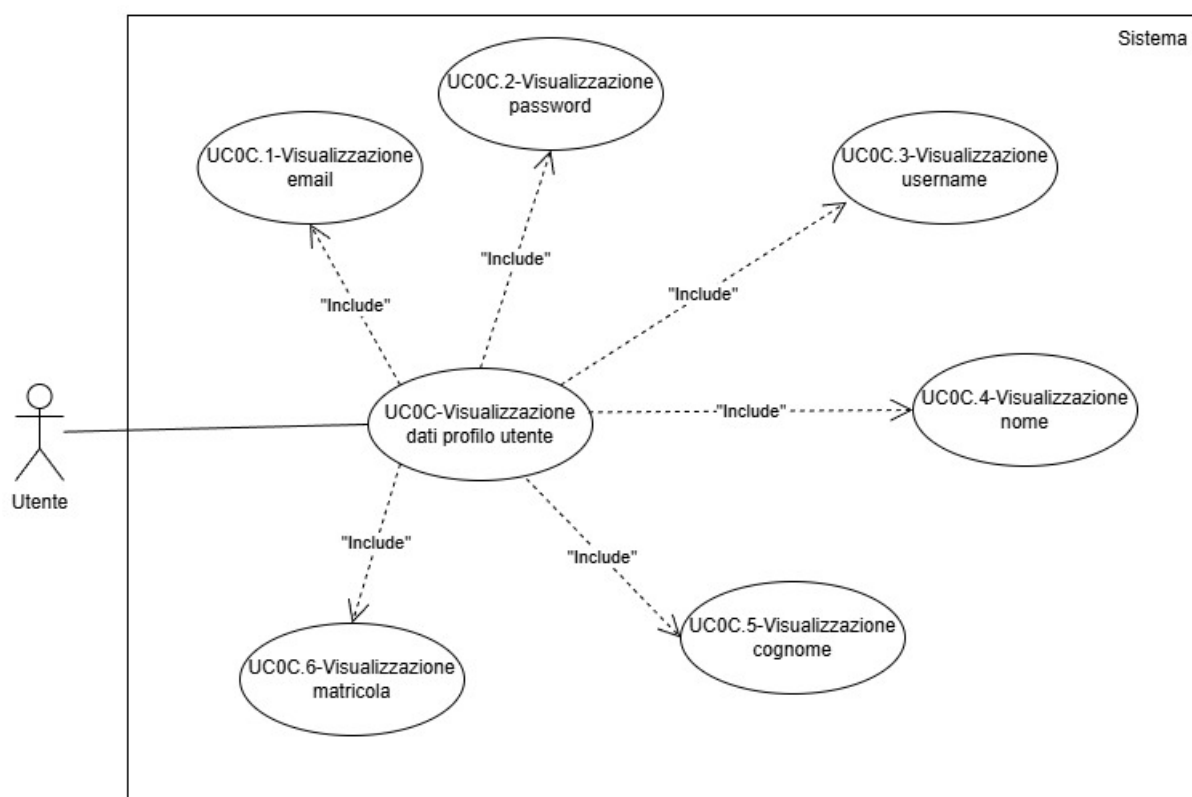 Sistema
UC0C.2-Visualizzazione
password
UC0C.1-Visualizzazione
email
UC0C.3-Visualizzazione
username
"Include"
"Include"
"Include"
UC0C-Visualizzazione
dati profilo utente
"Include"
UC0C.4-Visualizzazione
nome
Utente
"Include"
"Include"
UC0C.5-Visualizzazione
cognome
UC0C.6-Visualizzazione
matricola